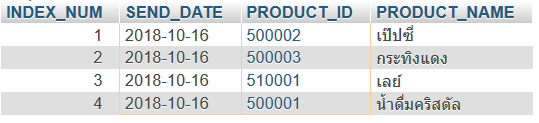 INDEX_NUM SEND_DATE PRODUCT_ID PRODUCT_NAME
1 2018-10-16 500002 เป๊ปซี่
2 2018-10-16 500003 กระทิงแดง
3 2018-10-16 510001 เลย์
4 2018-10-16 500001 น้ำดื่มคริสตัล